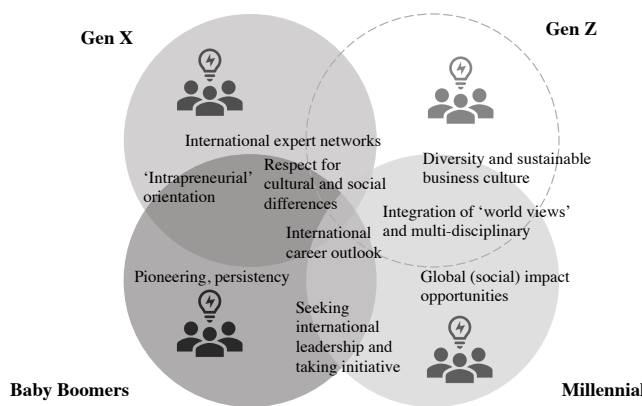 Gen X
Gen Z
International expert networks
'Intrapreneurial'
orientation
Respect for
cultural and social
differences
Diversity and sustainable
business culture
Integration of 'world views'
and multi-disciplinary
International
career outlook
Pioneering, persistency
Global (social) impact
opportunities
Seeking
international
leadership and
taking initiative
Baby Boomers
Millennial